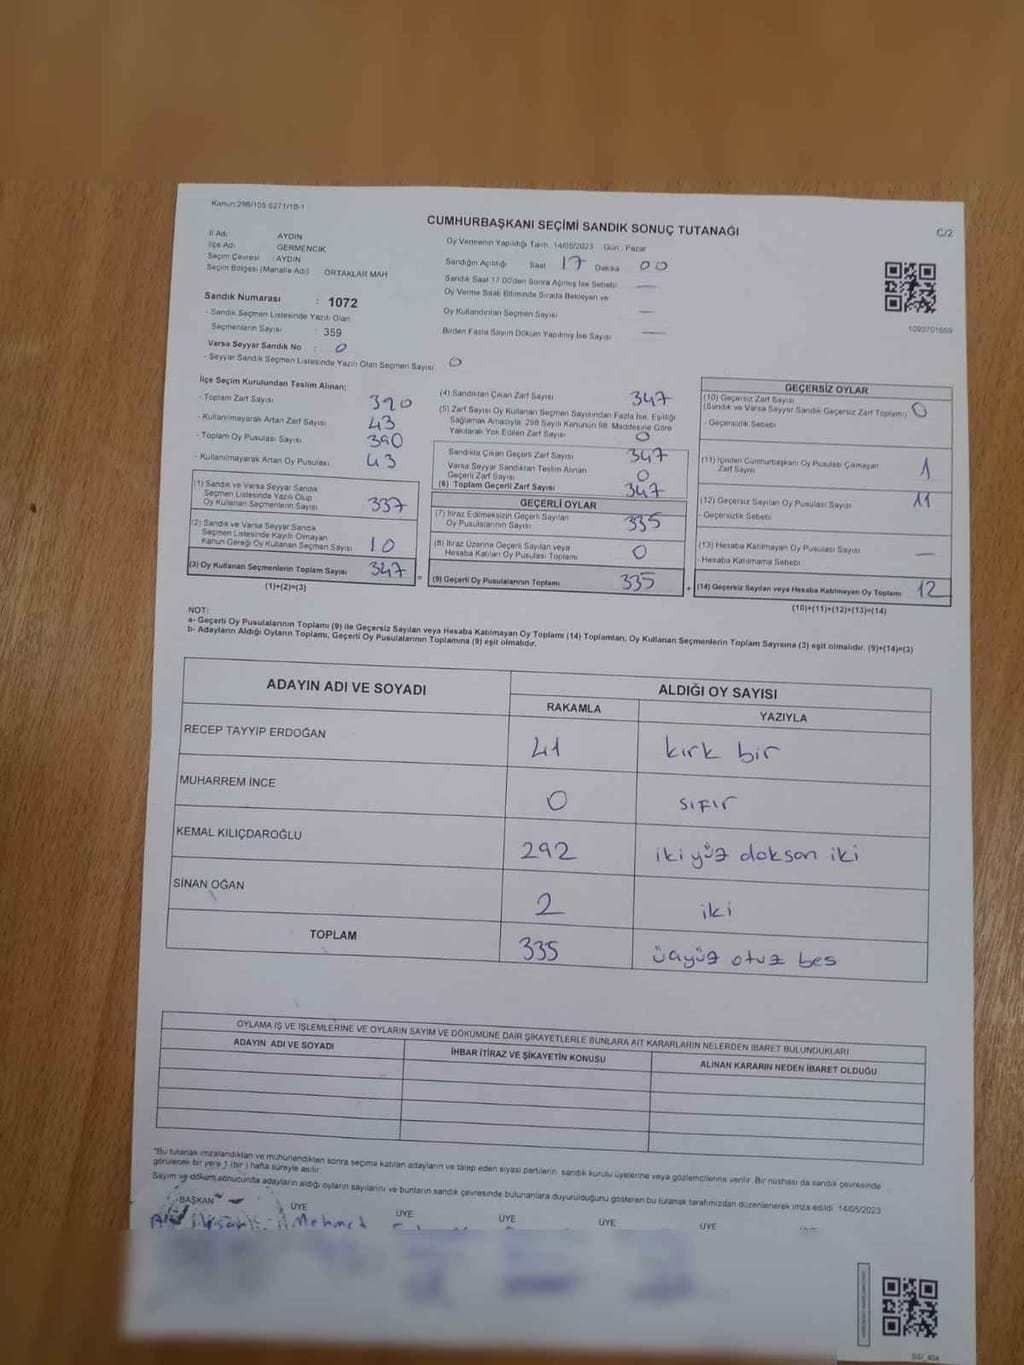 Kanun:298/105 6271/18-1
CUMHURBAŞKANI SEÇİMİ SANDIK SONUÇ TUTANAĞI
C/2
İl Adı AYDIN
İlçe Adı GERMENCİK
Seçim Çevresi : AYDIN
Seçim Bölgesi (Mahalle Adı) ORTAKLAR MAH
Oy Vermenin Yapıldığı Tarih 14/05/2023 Gün : Pazar
Sandığın Açıldığı Saat 17 Dakika 00
Sandık Saat 17.00'den Sonra Açılmış İse Sebebi —
Oy Verme Saati Bitiminde Sırada Bekleyen ve
Oy Kullandırılan Seçmen Sayısı —
Birden Fazla Sayım Döküm Yapılmış İse Sayısı —
1093701669
Sandık Numarası : 1072
- Sandık Seçmen Listesinde Yazılı Olan
Seçmenlerin Sayısı : 359
Varsa Seyyar Sandık No : 0
- Seyyar Sandık Seçmen Listesinde Yazılı Olan Seçmen Sayısı: 0
İlçe Seçim Kurulundan Teslim Alınan;
- Toplam Zarf Sayısı 390
- Kullanılmayarak Artan Zarf Sayısı 43
- Toplam Oy Pusulası Sayısı 390
- Kullanılmayarak Artan Oy Pusulası 43
(1) Sandık ve Varsa Seyyar Sandık
Seçmen Listesinde Yazılı Olup
Oy Kullanan Seçmenlerin Sayısı 337
(2) Sandık ve Varsa Seyyar Sandık
Seçmen Listesinde Kayıtlı Olmayan
Kanun Gereği Oy Kullanan Seçmen Sayısı 10
(3) Oy Kullanan Seçmenlerin Toplam Sayısı 347
(1)+(2)=(3)
(4) Sandıktan Çıkan Zarf Sayısı 347
(5) Zarf Sayısı Oy Kullanan Seçmen Sayısından Fazla İse, Eşitliği
Sağlamak Amacıyla, 298 Sayılı Kanunun 98. Maddesine Göre
Yakılarak Yok Edilen Zarf Sayısı 0
Sandıkta Çıkan Geçerli Zarf Sayısı 347
Varsa Seyyar Sandıktan Teslim Alınan
Geçerli Zarf Sayısı 0
(6) Toplam Geçerli Zarf Sayısı 347
GEÇERLİ OYLAR
(7) İtiraz Edilmeksizin Geçerli Sayılan
Oy Pusulalarının Sayısı 335
(8) İtiraz Üzerine Geçerli Sayılan veya
Hesaba Katılan Oy Pusulası Toplamı 0
= (9) Geçerli Oy Pusulalarının Toplamı 335
GEÇERSİZ OYLAR
(10) Geçersiz Zarf Sayısı
(Sandık ve Varsa Seyyar Sandık Geçersiz Zarf Toplamı) 0
- Geçersizlik Sebebi
(11) İçinden Cumhurbaşkanı Oy Pusulası Çıkmayan
Zarf Sayısı 1
(12) Geçersiz Sayılan Oy Pusulası Sayısı 11
- Geçersizlik Sebebi
(13) Hesaba Katılmayan Oy Pusulası Sayısı —
- Hesaba Katılmama Sebebi
+ (14) Geçersiz Sayılan veya Hesaba Katılmayan Oy Toplamı 12
(10)+(11)+(12)+(13)=(14)
NOT:
a- Geçerli Oy Pusulalarının Toplamı (9) ile Geçersiz Sayılan veya Hesaba Katılmayan Oy Toplamı (14) Toplamları, Oy Kullanan Seçmenlerin Toplam Sayısına (3) eşit olmalıdır. (9)+(14)=(3)
b- Adayların Aldığı Oyların Toplamı, Geçerli Oy Pusulalarının Toplamına (9) eşit olmalıdır.
ADAYIN ADI VE SOYADI
ALDIĞI OY SAYISI
RAKAMLA YAZIYLA
RECEP TAYYİP ERDOĞAN 41 kırk bir
MUHARREM İNCE 0 sıfır
KEMAL KILIÇDAROĞLU 292 ikiyüz doksan iki
SİNAN OĞAN 2 iki
TOPLAM 335 üçyüz otuz beş
OYLAMA İŞ VE İŞLEMLERİNE VE OYLARIN SAYIM VE DÖKÜMÜNE DAİR ŞİKAYETLERLE BUNLARA AİT KARARLARIN NELERDEN İBARET BULUNDUKLARI
ADAYIN ADI VE SOYADI İHBAR İTİRAZ VE ŞİKAYETİN KONUSU ALINAN KARARIN NEDEN İBARET OLDUĞU
*Bu tutanak imzalandıktan ve mühürlendikten sonra seçime katılan adayların ve talep eden siyasi partilerin sandık kurulu üyelerine veya gözlemcilerine verilir. Bir nüshası da sandık çevresinde
görülecek bir yere 1 (bir ) hafta süreyle asılır.
Sayım ve döküm sonucunda adayların aldığı oyların sayılarını ve bunların sandık çevresinde bulunanlara duyurulduğunu gösteren bu tutanak tarafımızdan düzenlenerek imza edildi 14/05/2023
BAŞKAN ÜYE ÜYE ÜYE ÜYE ÜYE
Mehmet